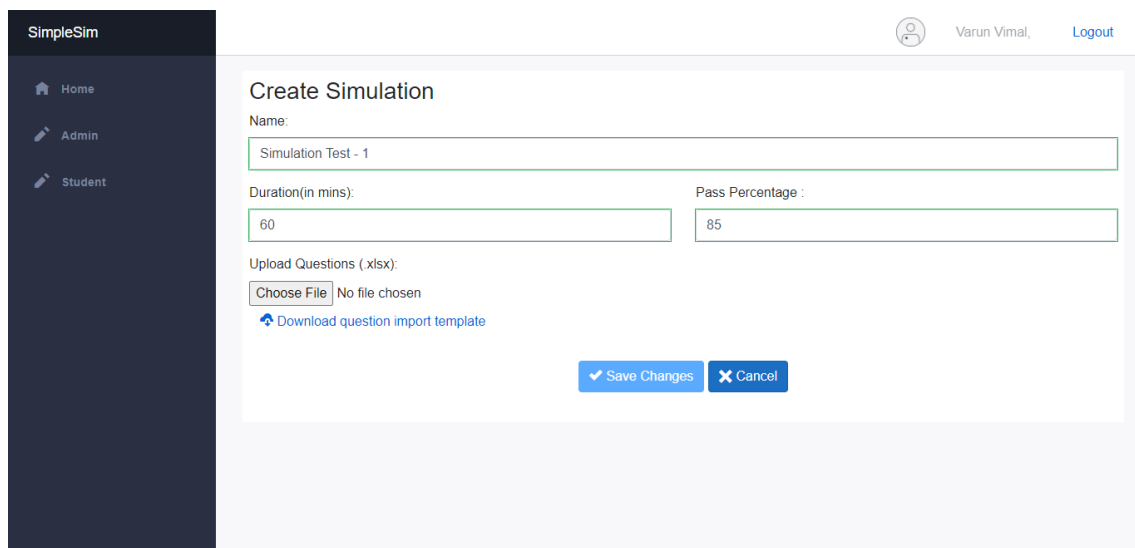 SimpleSim
Varun Vimal,
Logout
Home
Admin
Student
Create Simulation
Name:
Simulation Test - 1
Duration(in mins):
Pass Percentage :
60
85
Upload Questions (.xlsx):
Choose File No file chosen
Download question import template
Save Changes
Cancel